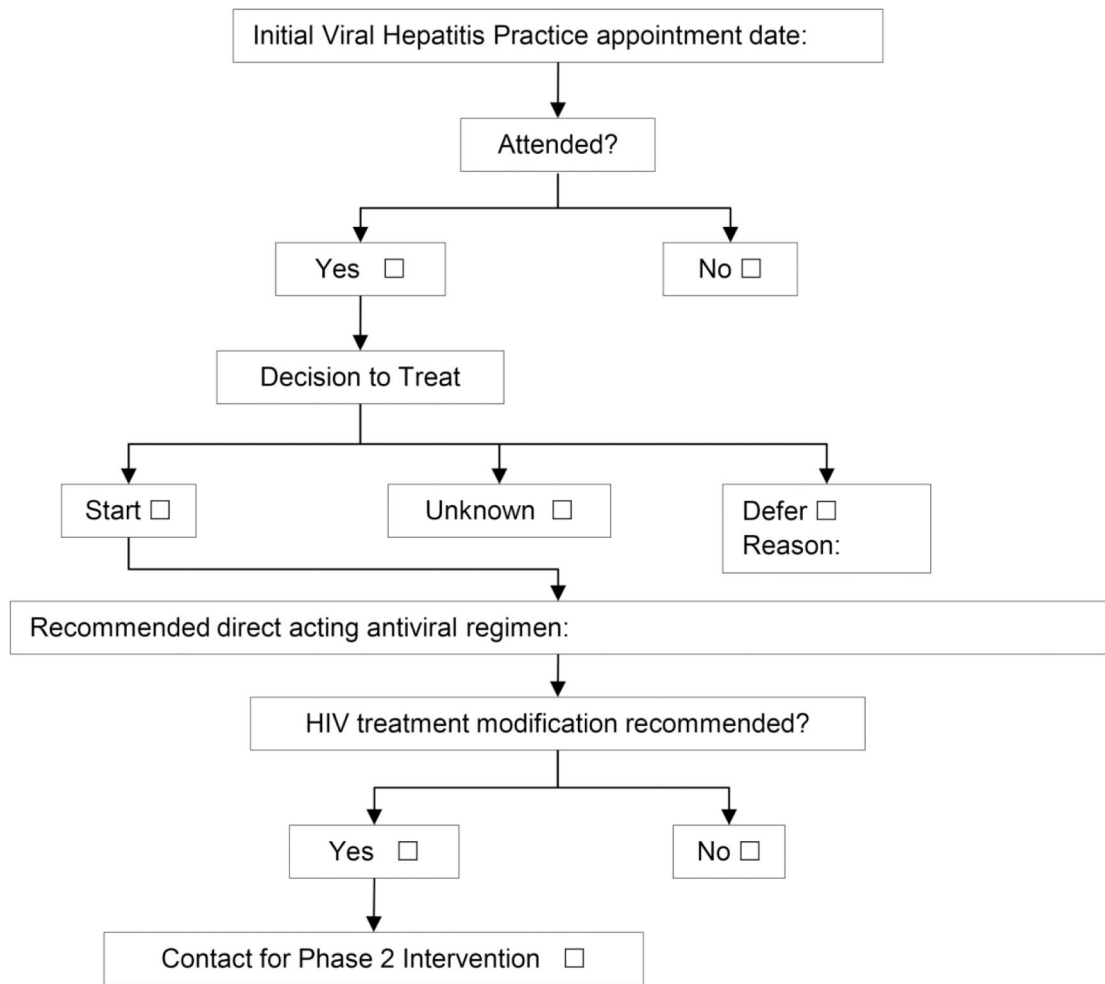 Initial Viral Hepatitis Practice appointment date:
Attended?
Yes ☐
No ☐
Decision to Treat
Start ☐
Unknown ☐
Defer ☐
Reason:
Recommended direct acting antiviral regimen:
HIV treatment modification recommended?
Yes ☐
No ☐
Contact for Phase 2 Intervention ☐